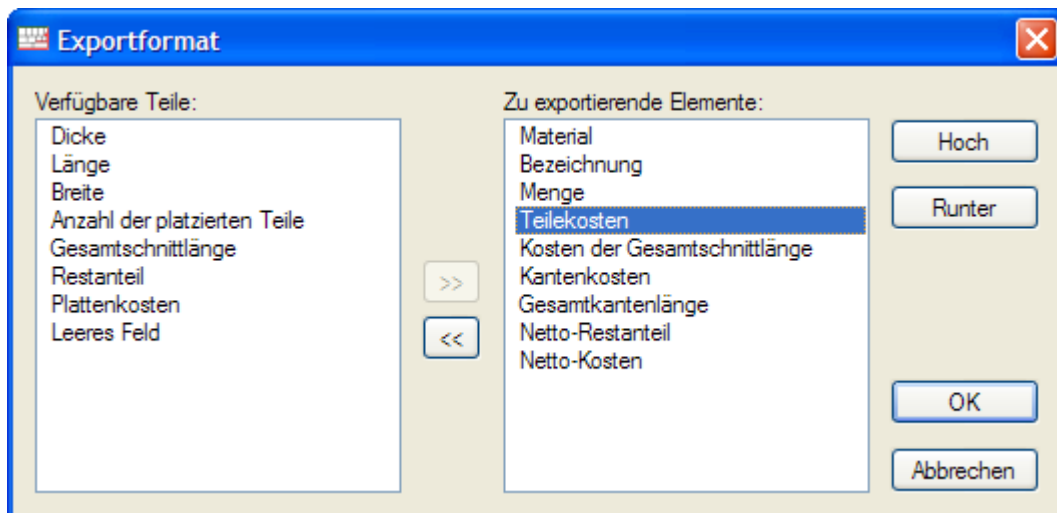 Exportformat
Verfügbare Teile:
Dicke
Länge
Breite
Anzahl der platzierten Teile
Gesamtschnittlänge
Restanteil
Plattenkosten
Leeres Feld
>>
<<
Zu exportierende Elemente:
Material
Bezeichnung
Menge
Teilekosten
Kosten der Gesamtschnittlänge
Kantenkosten
Gesamtkantenlänge
Netto-Restanteil
Netto-Kosten
Hoch
Runter
OK
Abbrechen